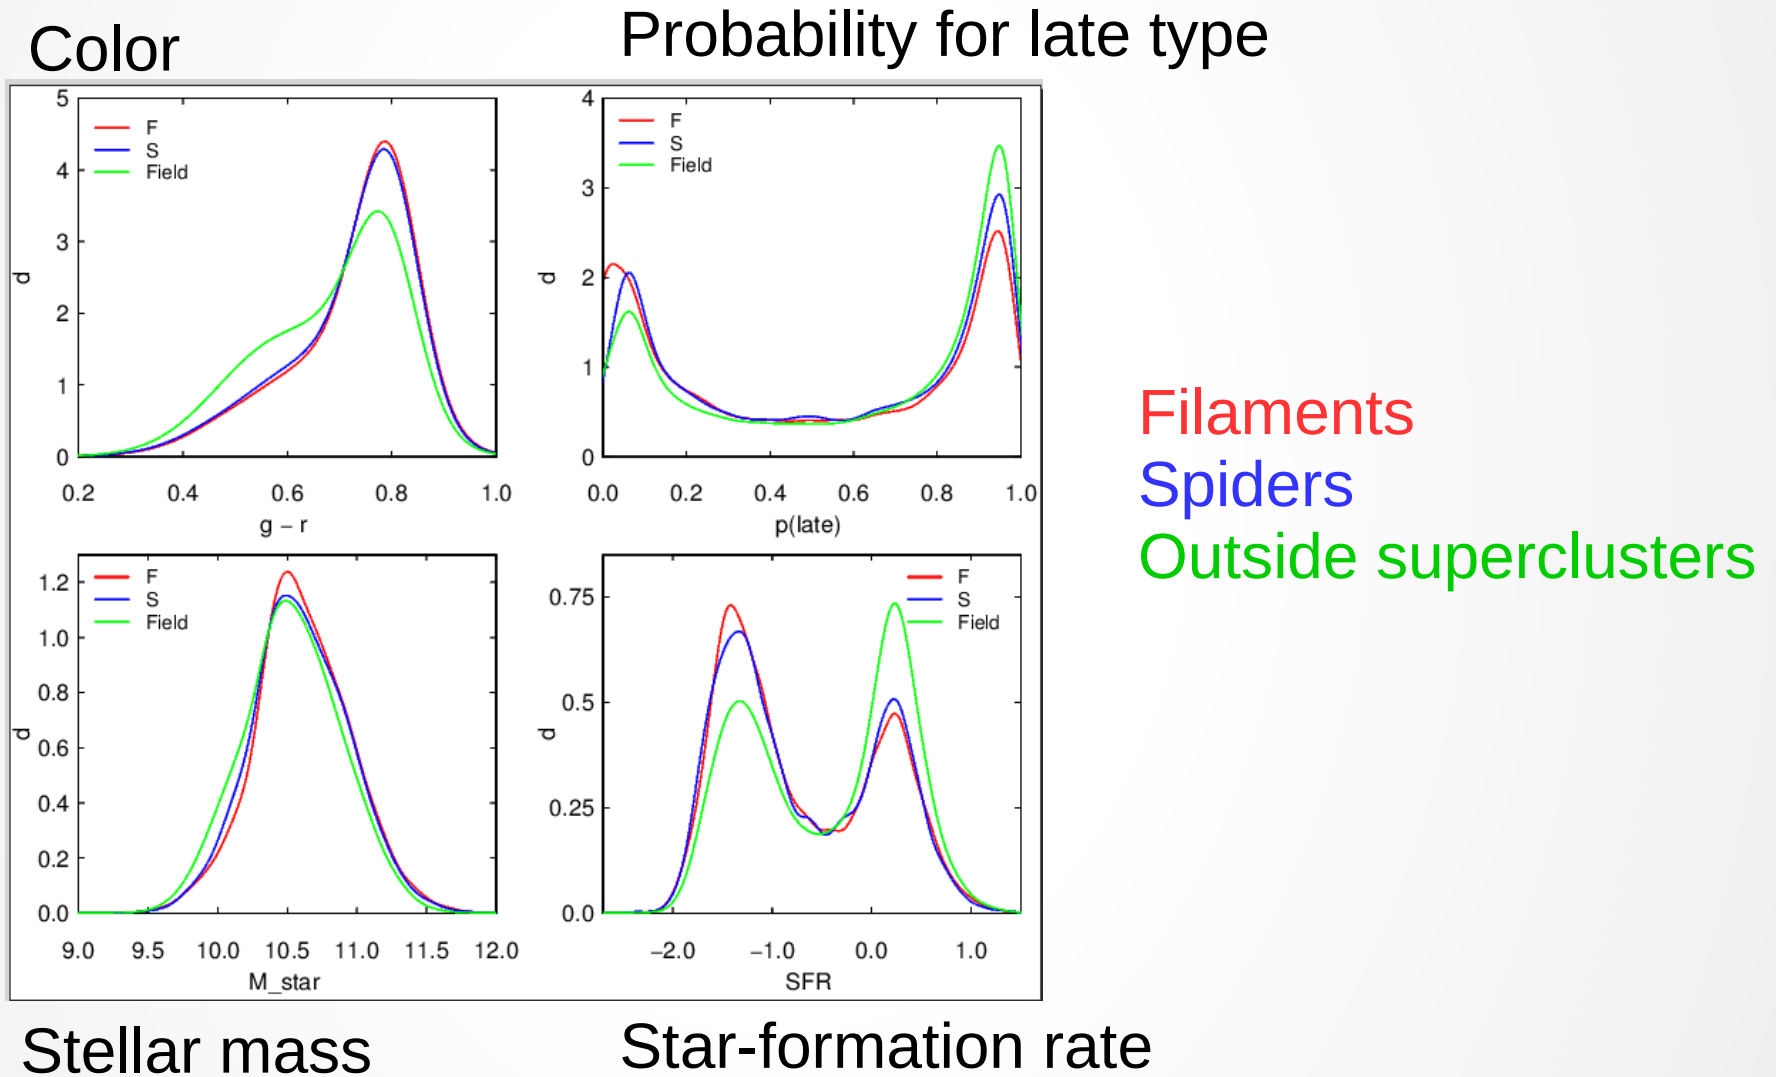 Color
Probability for late type
5
4
3
2
1
0
d
F
S
Field
0.2 0.4 0.6 0.8 1.0
g – r
4
3
2
1
0
d
F
S
Field
0.0 0.2 0.4 0.6 0.8 1.0
p(late)
1.2
1.0
0.8
0.6
0.4
0.2
0.0
d
F
S
Field
9.0 9.5 10.0 10.5 11.0 11.5 12.0
M_star
0.75
0.5
0.25
0.0
d
F
S
Field
−2.0 −1.0 0.0 1.0
SFR
Filaments
Spiders
Outside superclusters
Stellar mass
Star-formation rate